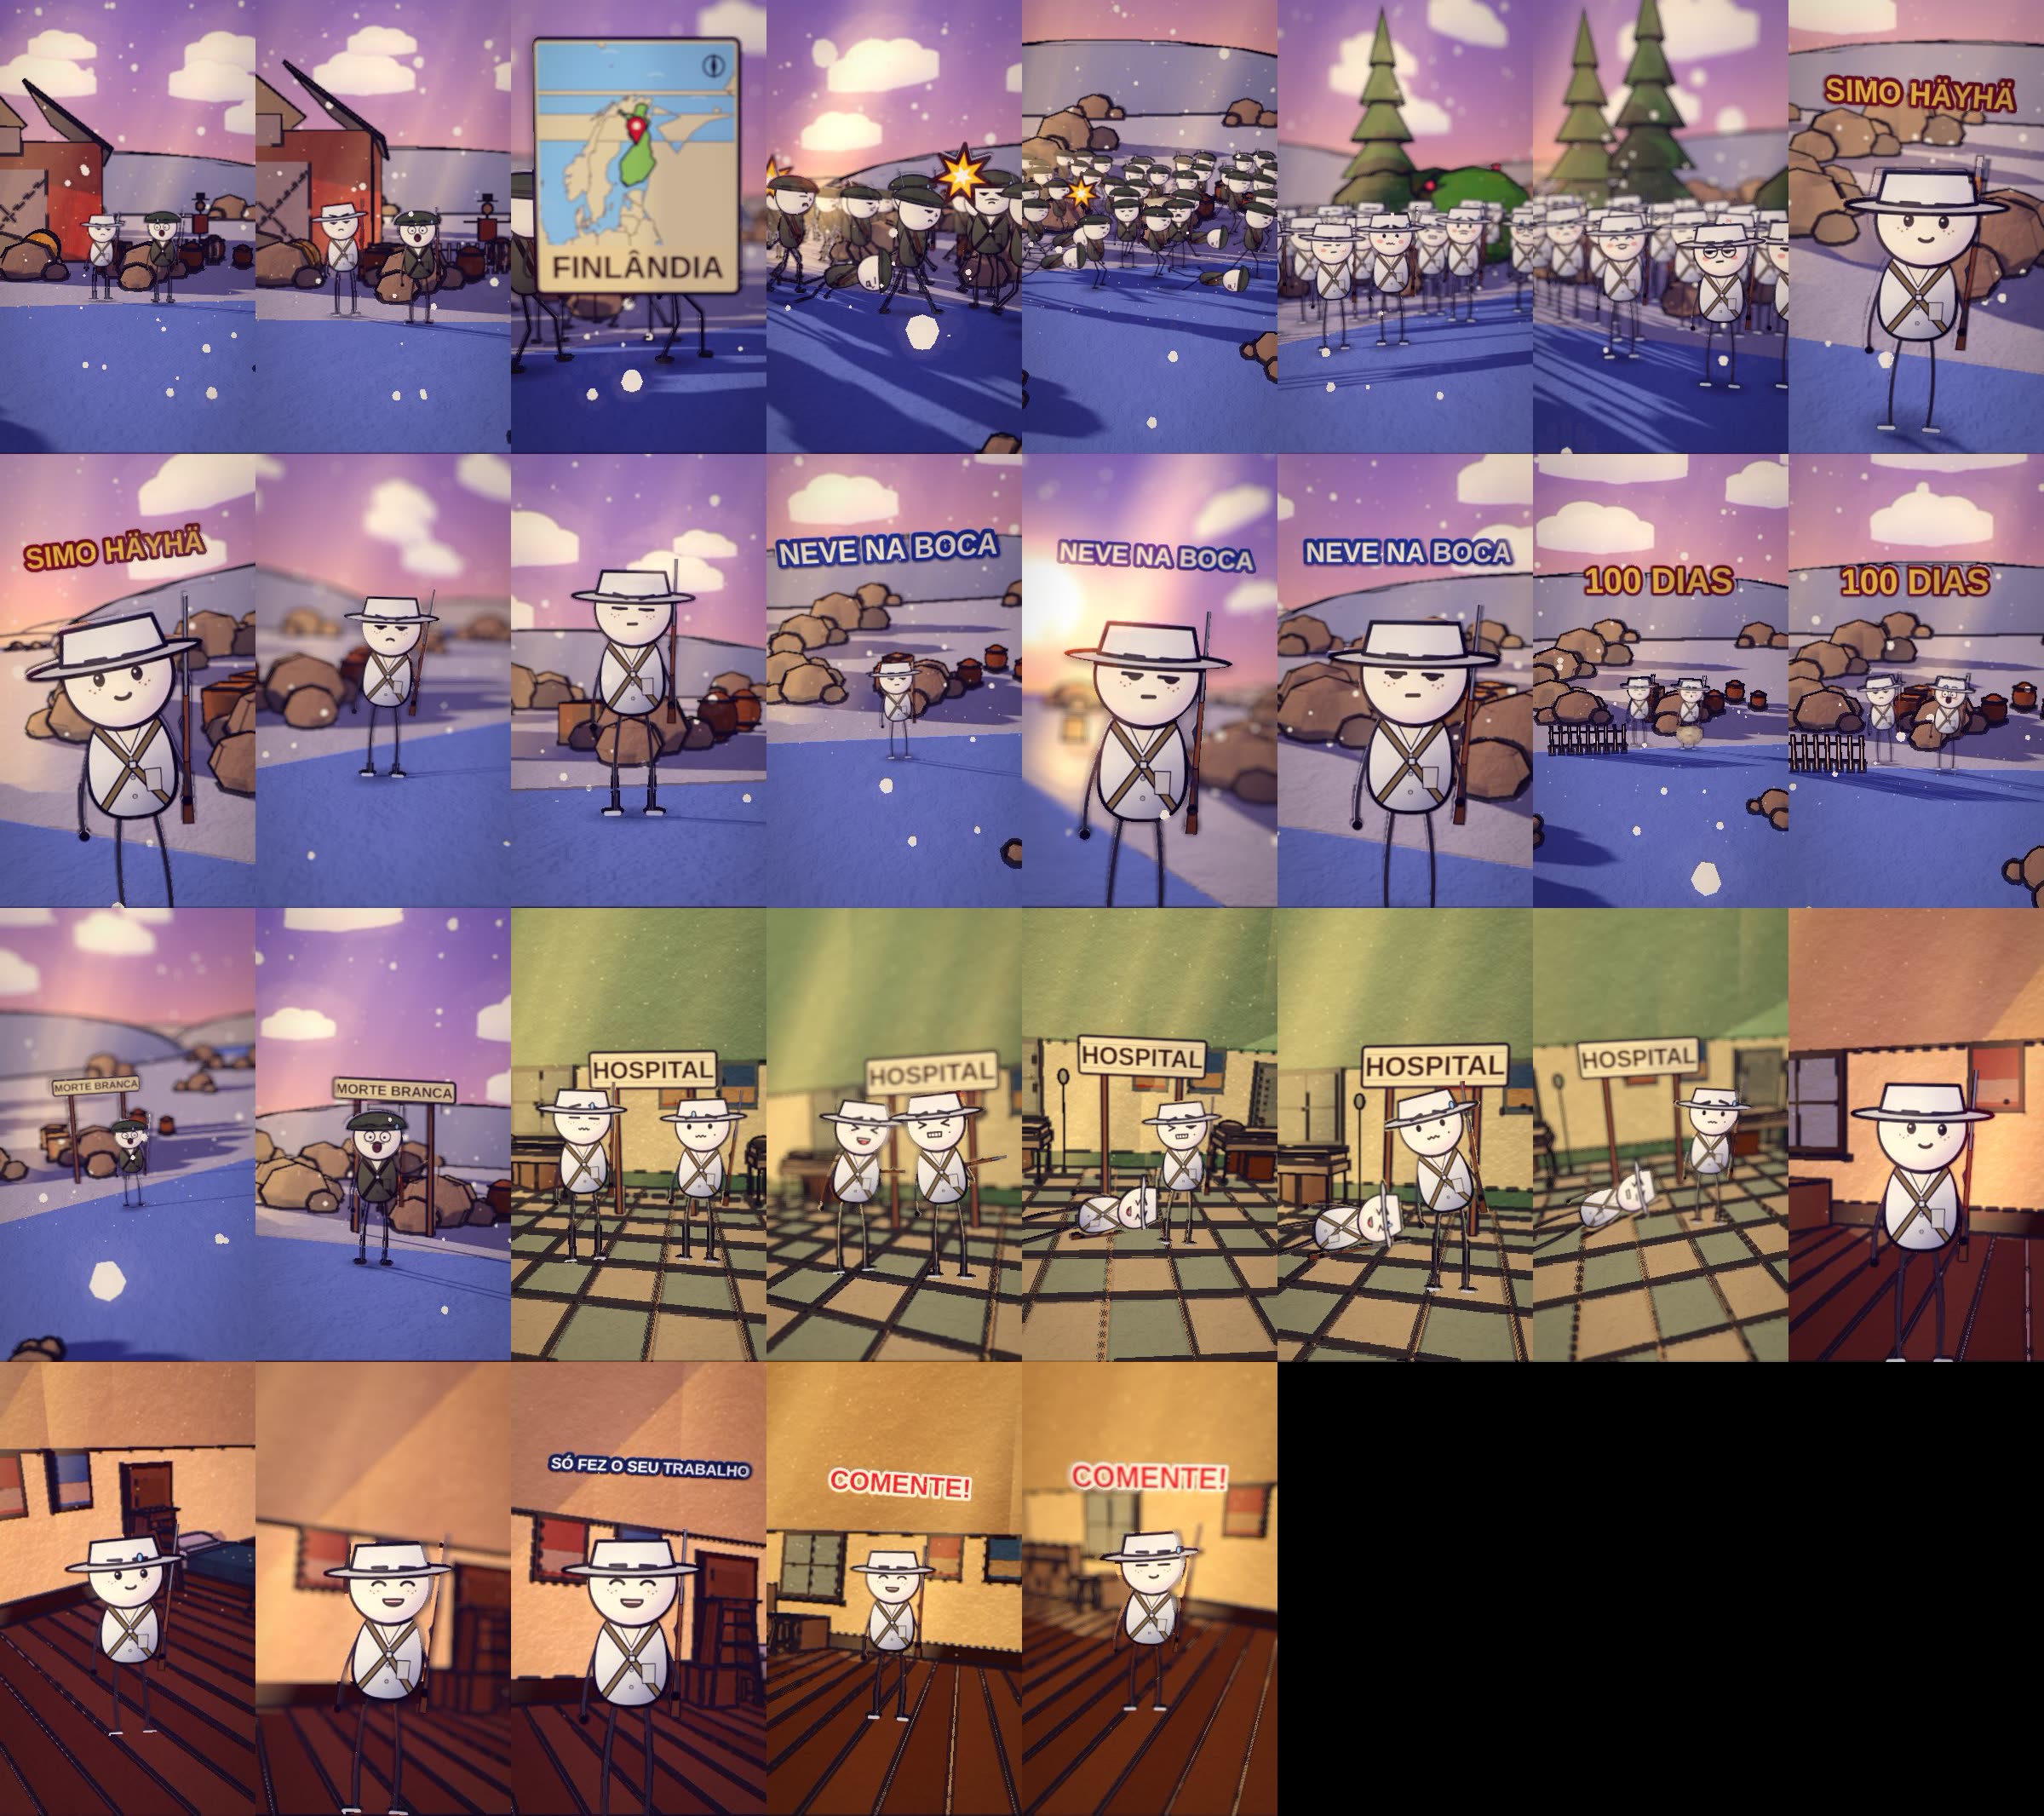 FINLÂNDIA
SIMO HÄYHÄ
SIMO HÄYHÄ
NEVE NA BOCA
NEVE NA BOCA
NEVE NA BOCA
100 DIAS
100 DIAS
MORTE BRANCA
MORTE BRANCA
HOSPITAL
HOSPITAL
HOSPITAL
HOSPITAL
HOSPITAL
SÓ FEZ O SEU TRABALHO
COMENTE!
COMENTE!